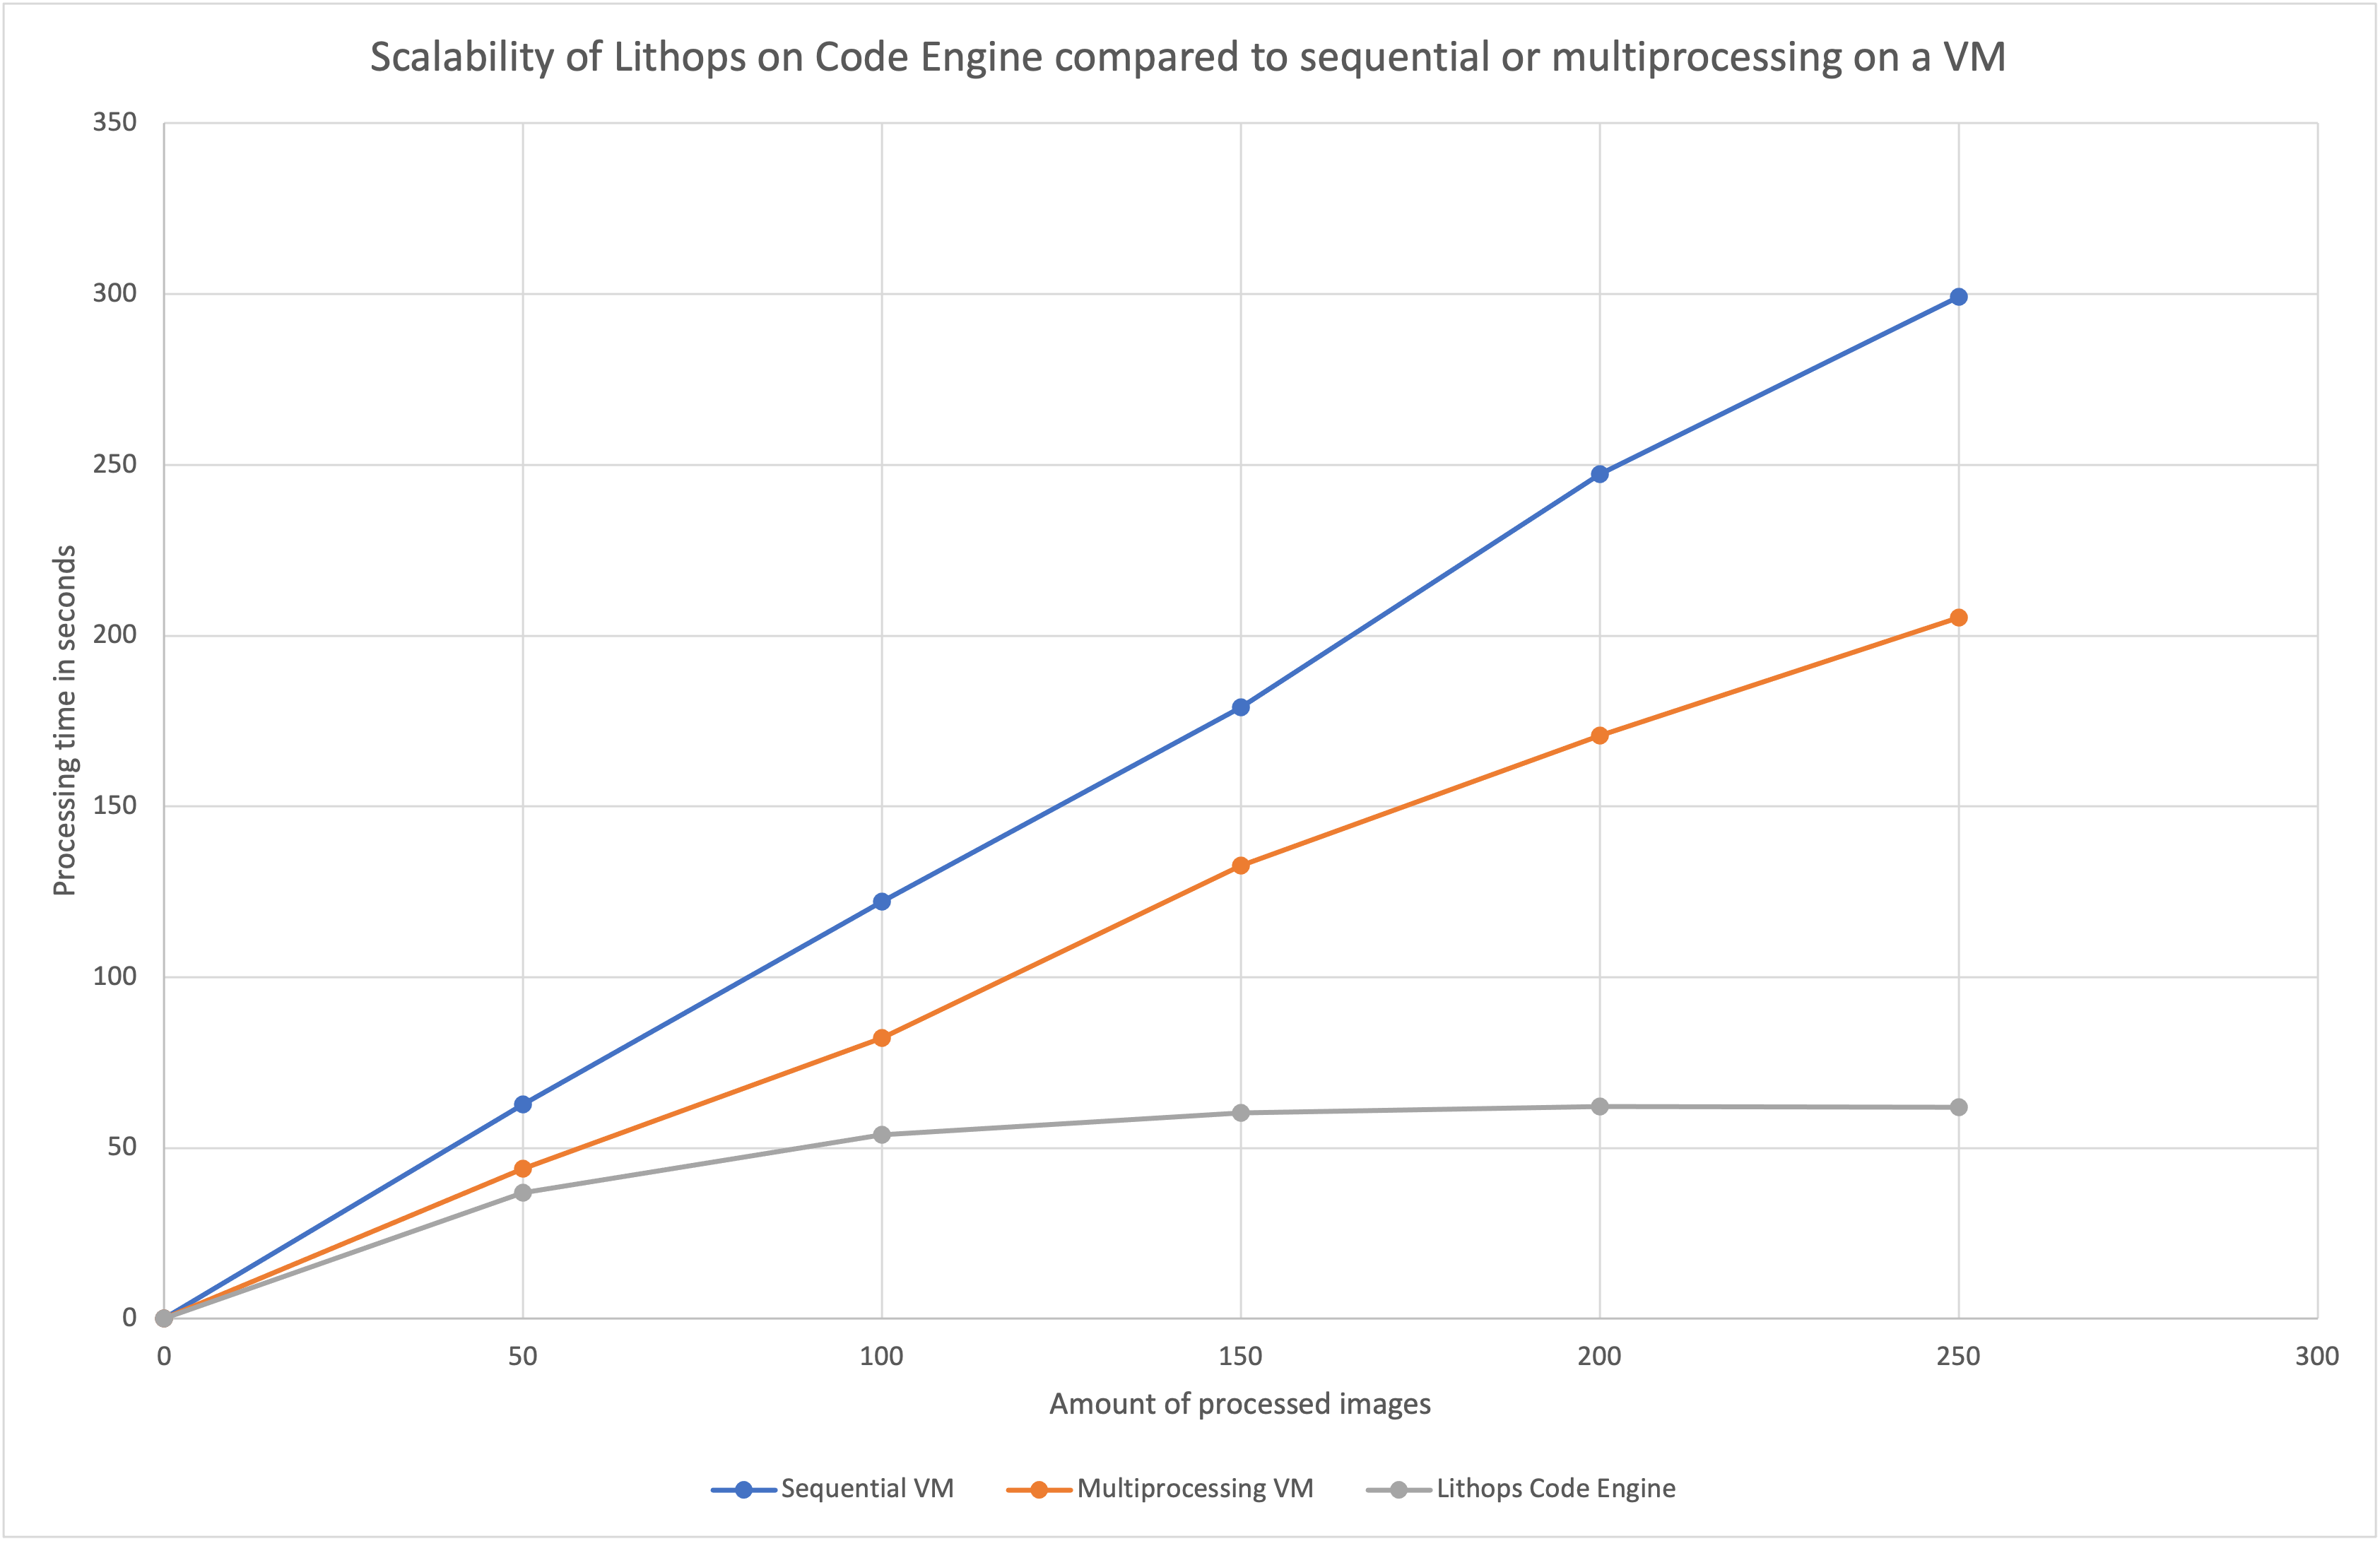 Scalability of Lithops on Code Engine compared to sequential or multiprocessing on a VM
350
300
250
200
150
100
50
0
Processing time in seconds
0 50 100 150 200 250 300
Amount of processed images
Sequential VM Multiprocessing VM Lithops Code Engine